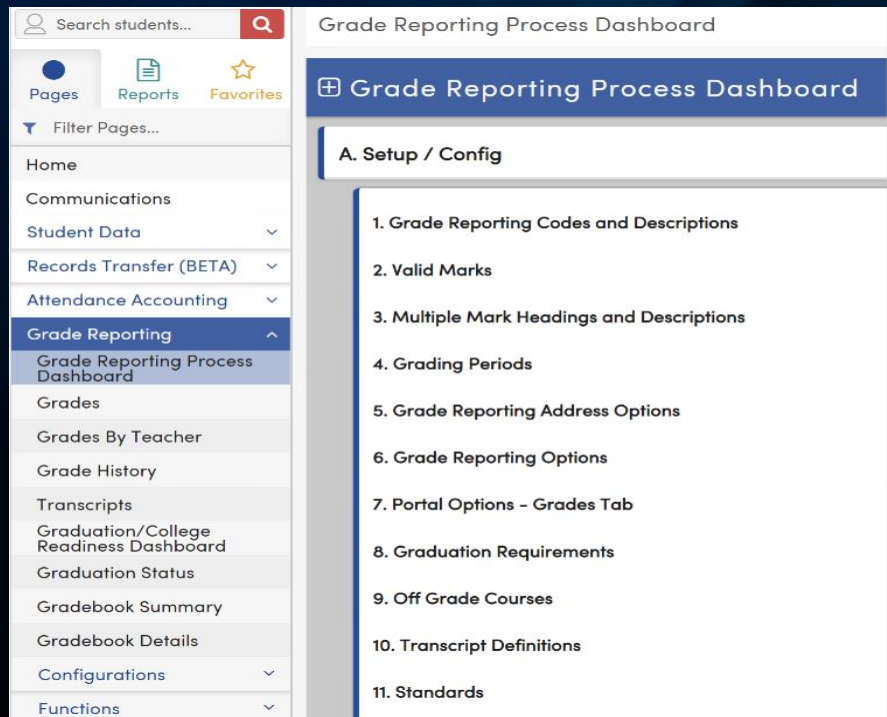 Search students...
Pages
Reports
Favorites
Filter Pages...
Home
Communications
Student Data
Records Transfer (BETA)
Attendance Accounting
Grade Reporting
Grade Reporting Process
Dashboard
Grades
Grades By Teacher
Grade History
Transcripts
Graduation/College
Readiness Dashboard
Graduation Status
Gradebook Summary
Gradebook Details
Configurations
Functions
Grade Reporting Process Dashboard
Grade Reporting Process Dashboard
A. Setup / Config
1. Grade Reporting Codes and Descriptions
2. Valid Marks
3. Multiple Mark Headings and Descriptions
4. Grading Periods
5. Grade Reporting Address Options
6. Grade Reporting Options
7. Portal Options - Grades Tab
8. Graduation Requirements
9. Off Grade Courses
10. Transcript Definitions
11. Standards